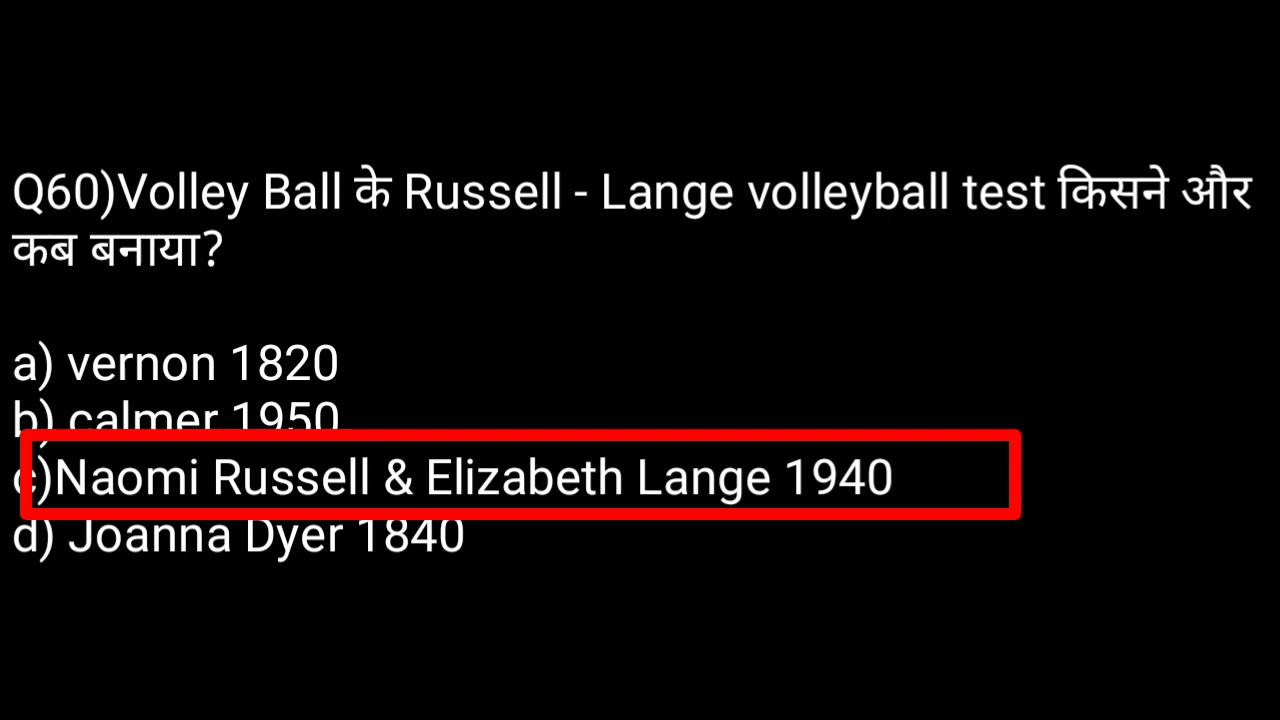 Q60)Volley Ball के Russell - Lange volleyball test किसने और
कब बनाया?
a) vernon 1820
b) calmer 1950
c)Naomi Russell & Elizabeth Lange 1940
d) Joanna Dyer 1840